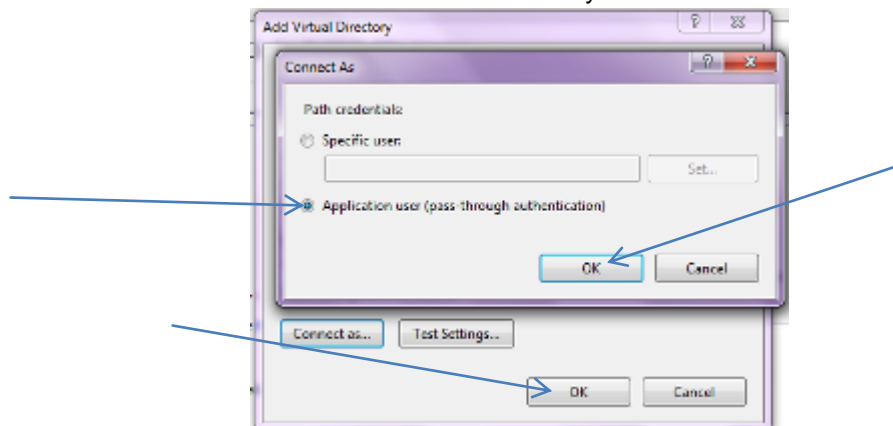 Add Virtual Directory
Connect As
Path credentials:
Specific user:
Set...
Application user (pass-through authentication)
OK Cancel
Connect as... Test Settings...
OK Cancel